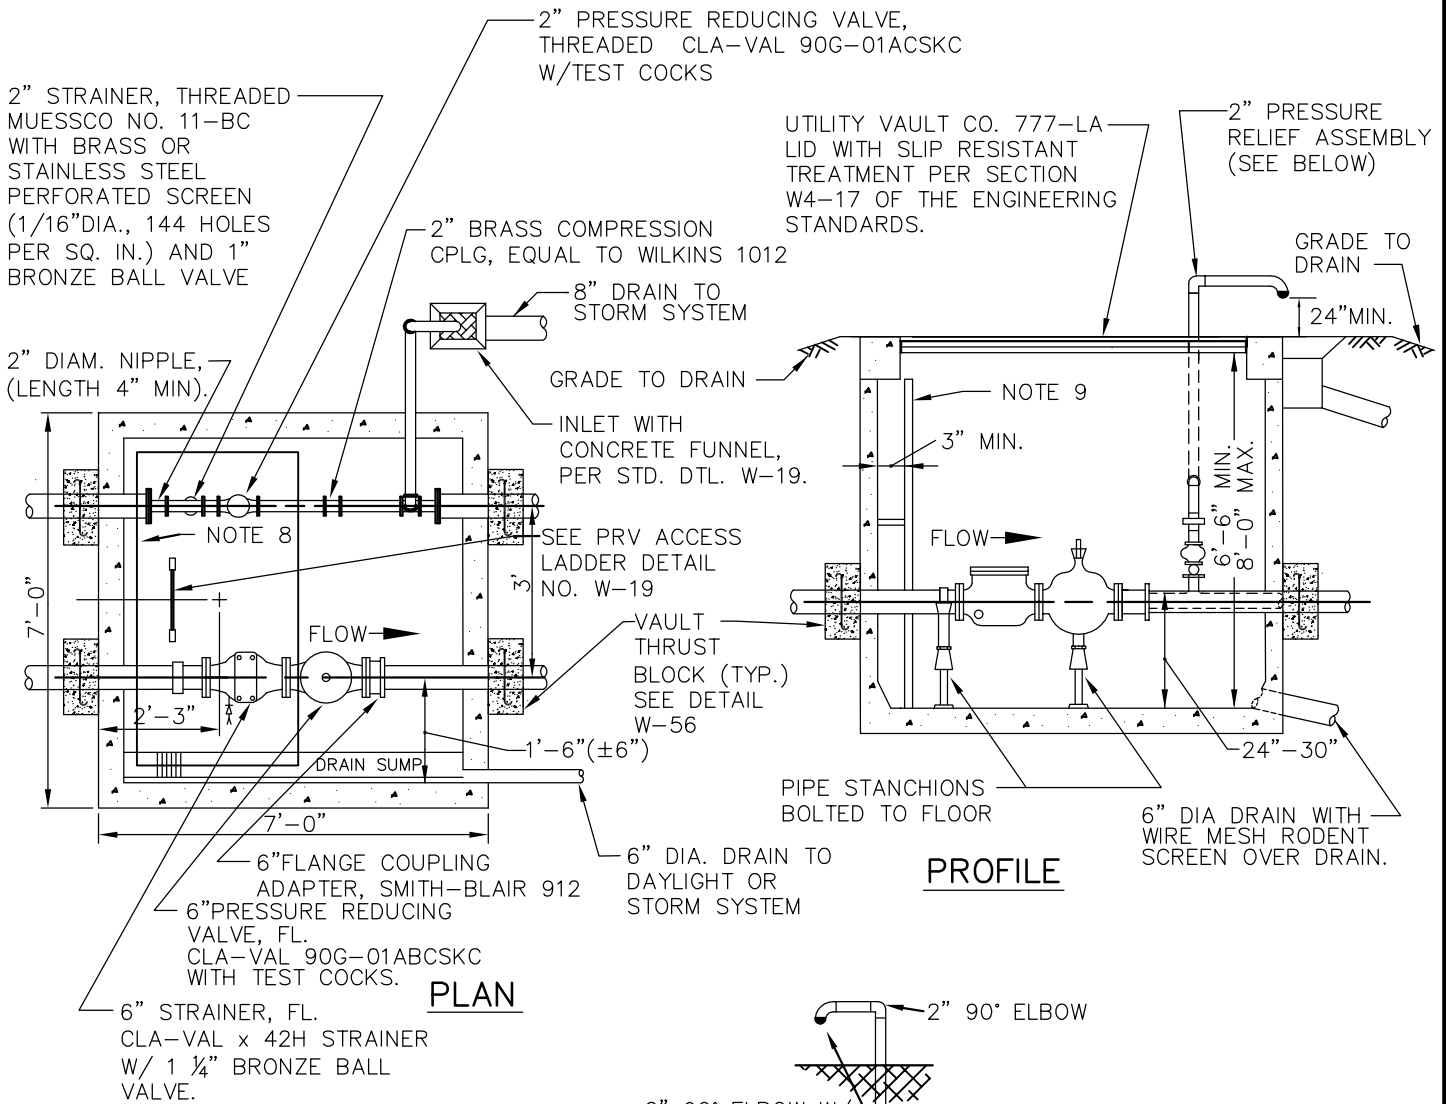 2” PRESSURE REDUCING VALVE,
THREADED CLA-VAL 90G-01ACSKC
W/TEST COCKS
2” STRAINER, THREADED
MUESSCO NO. 11-BC
WITH BRASS OR
STAINLESS STEEL
PERFORATED SCREEN
(1/16”DIA., 144 HOLES
PER SQ. IN.) AND 1”
BRONZE BALL VALVE
UTILITY VAULT CO. 777-LA
LID WITH SLIP RESISTANT
TREATMENT PER SECTION
W4-17 OF THE ENGINEERING
STANDARDS.
2” PRESSURE
RELIEF ASSEMBLY
(SEE BELOW)
2” BRASS COMPRESSION
CPLG, EQUAL TO WILKINS 1012
GRADE TO
DRAIN
8” DRAIN TO
STORM SYSTEM
24”MIN.
2” DIAM. NIPPLE,
(LENGTH 4” MIN).
GRADE TO DRAIN
NOTE 9
INLET WITH
CONCRETE FUNNEL,
PER STD. DTL. W-19.
3” MIN.
6’-6” MIN.
8’-0” MAX.
NOTE 8
SEE PRV ACCESS
LADDER DETAIL
NO. W-19
3’
FLOW
7’-0”
FLOW
VAULT
THRUST
BLOCK (TYP.)
SEE DETAIL
W-56
2’-3”
1’-6”(±6”)
24”-30”
DRAIN SUMP
PIPE STANCHIONS
BOLTED TO FLOOR
6” DIA DRAIN WITH
WIRE MESH RODENT
SCREEN OVER DRAIN.
7’-0”
6”FLANGE COUPLING
ADAPTER, SMITH-BLAIR 912
6” DIA. DRAIN TO
DAYLIGHT OR
STORM SYSTEM
PROFILE
6”PRESSURE REDUCING
VALVE, FL.
CLA-VAL 90G-01ABCSKC
WITH TEST COCKS.
PLAN
6” STRAINER, FL.
CLA-VAL x 42H STRAINER
W/ 1 ¼” BRONZE BALL
VALVE.
2” 90° ELBOW
90° ELBOW W/